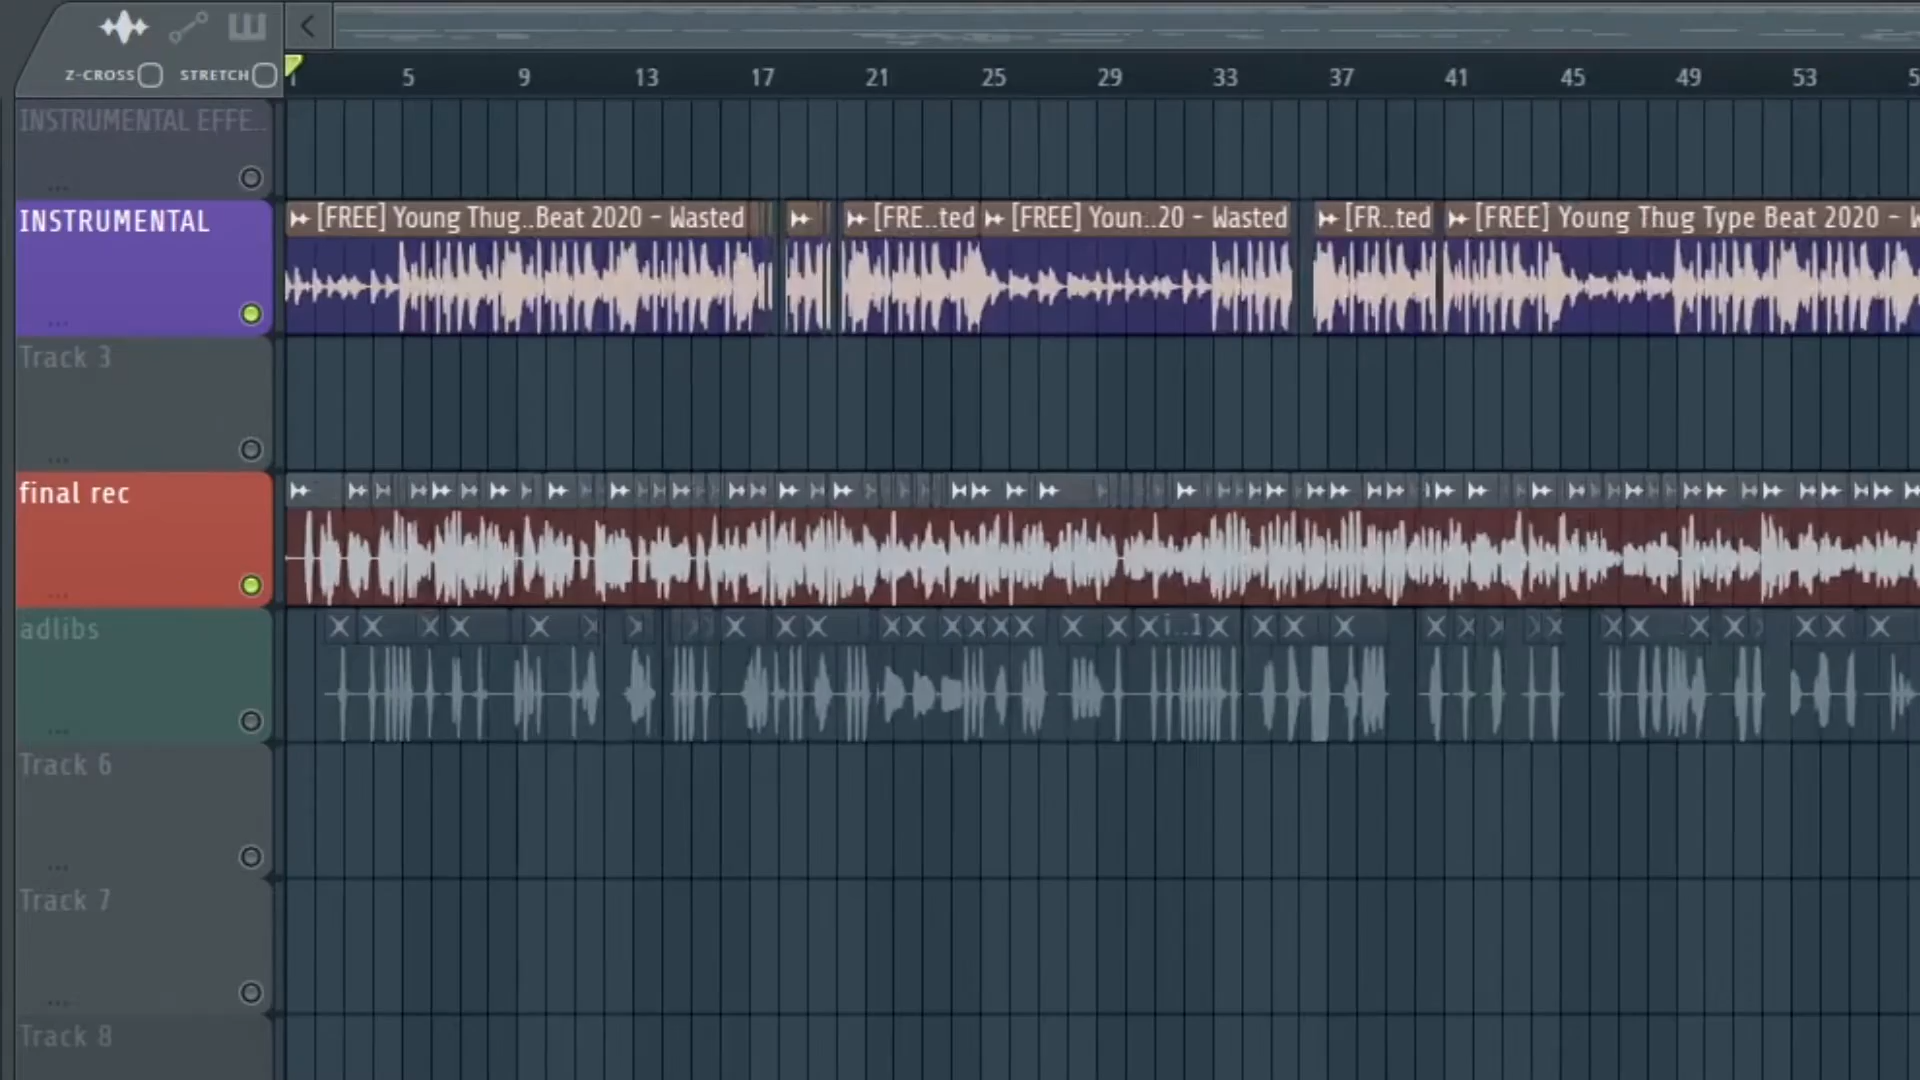 Z-CROSS STRETCH
5 9 13 17 21 25 29 33 37 41 45 49 53
INSTRUMENTAL EFFE...
INSTRUMENTAL
[FREE] Young Thug..Beat 2020 - Wasted
[FRE..ted
[FREE] Youn..20 - Wasted
[FR..ted
[FREE] Young Thug Type Beat 2020 - W
Track 3
final rec
adlibs
i..1
Track 6
Track 7
Track 8